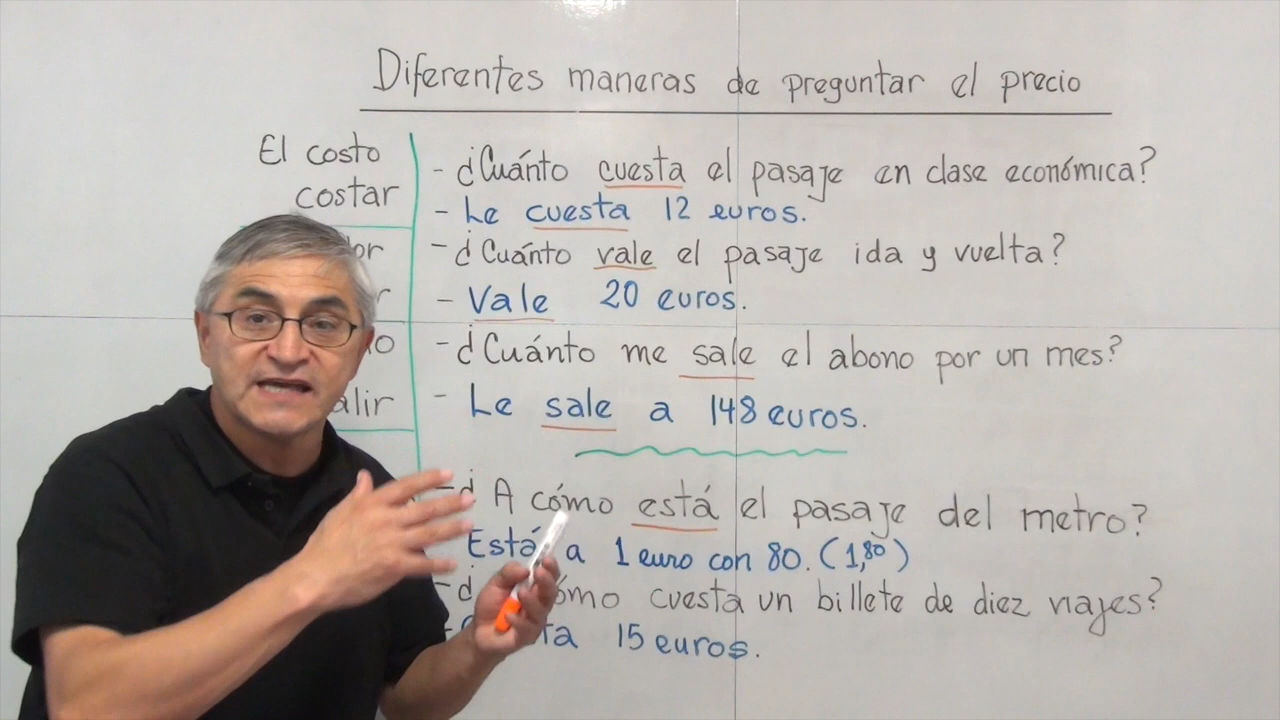 Diferentes maneras de preguntar el precio
El costo
costar
- ¿Cuánto cuesta el pasaje en clase económica?
- Le cuesta 12 euros.
- ¿Cuánto vale el pasaje ida y vuelta?
- Vale 20 euros.
- ¿Cuánto me sale el abono por un mes?
- Le sale a 148 euros.
-¿ A cómo está el pasaje del metro?
Está a 1 euro con 80. (1,80)
cuesta un billete de diez viajes?
15 euros.